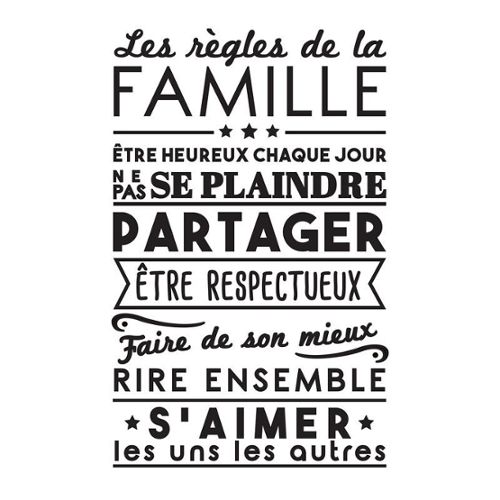 Les règles de la
FAMILLE
ÊTRE HEUREUX CHAQUE JOUR
NE PAS SE PLAINDRE
PARTAGER
ÊTRE RESPECTUEUX
Faire de son mieux
RIRE ENSEMBLE
S'AIMER
les uns les autres